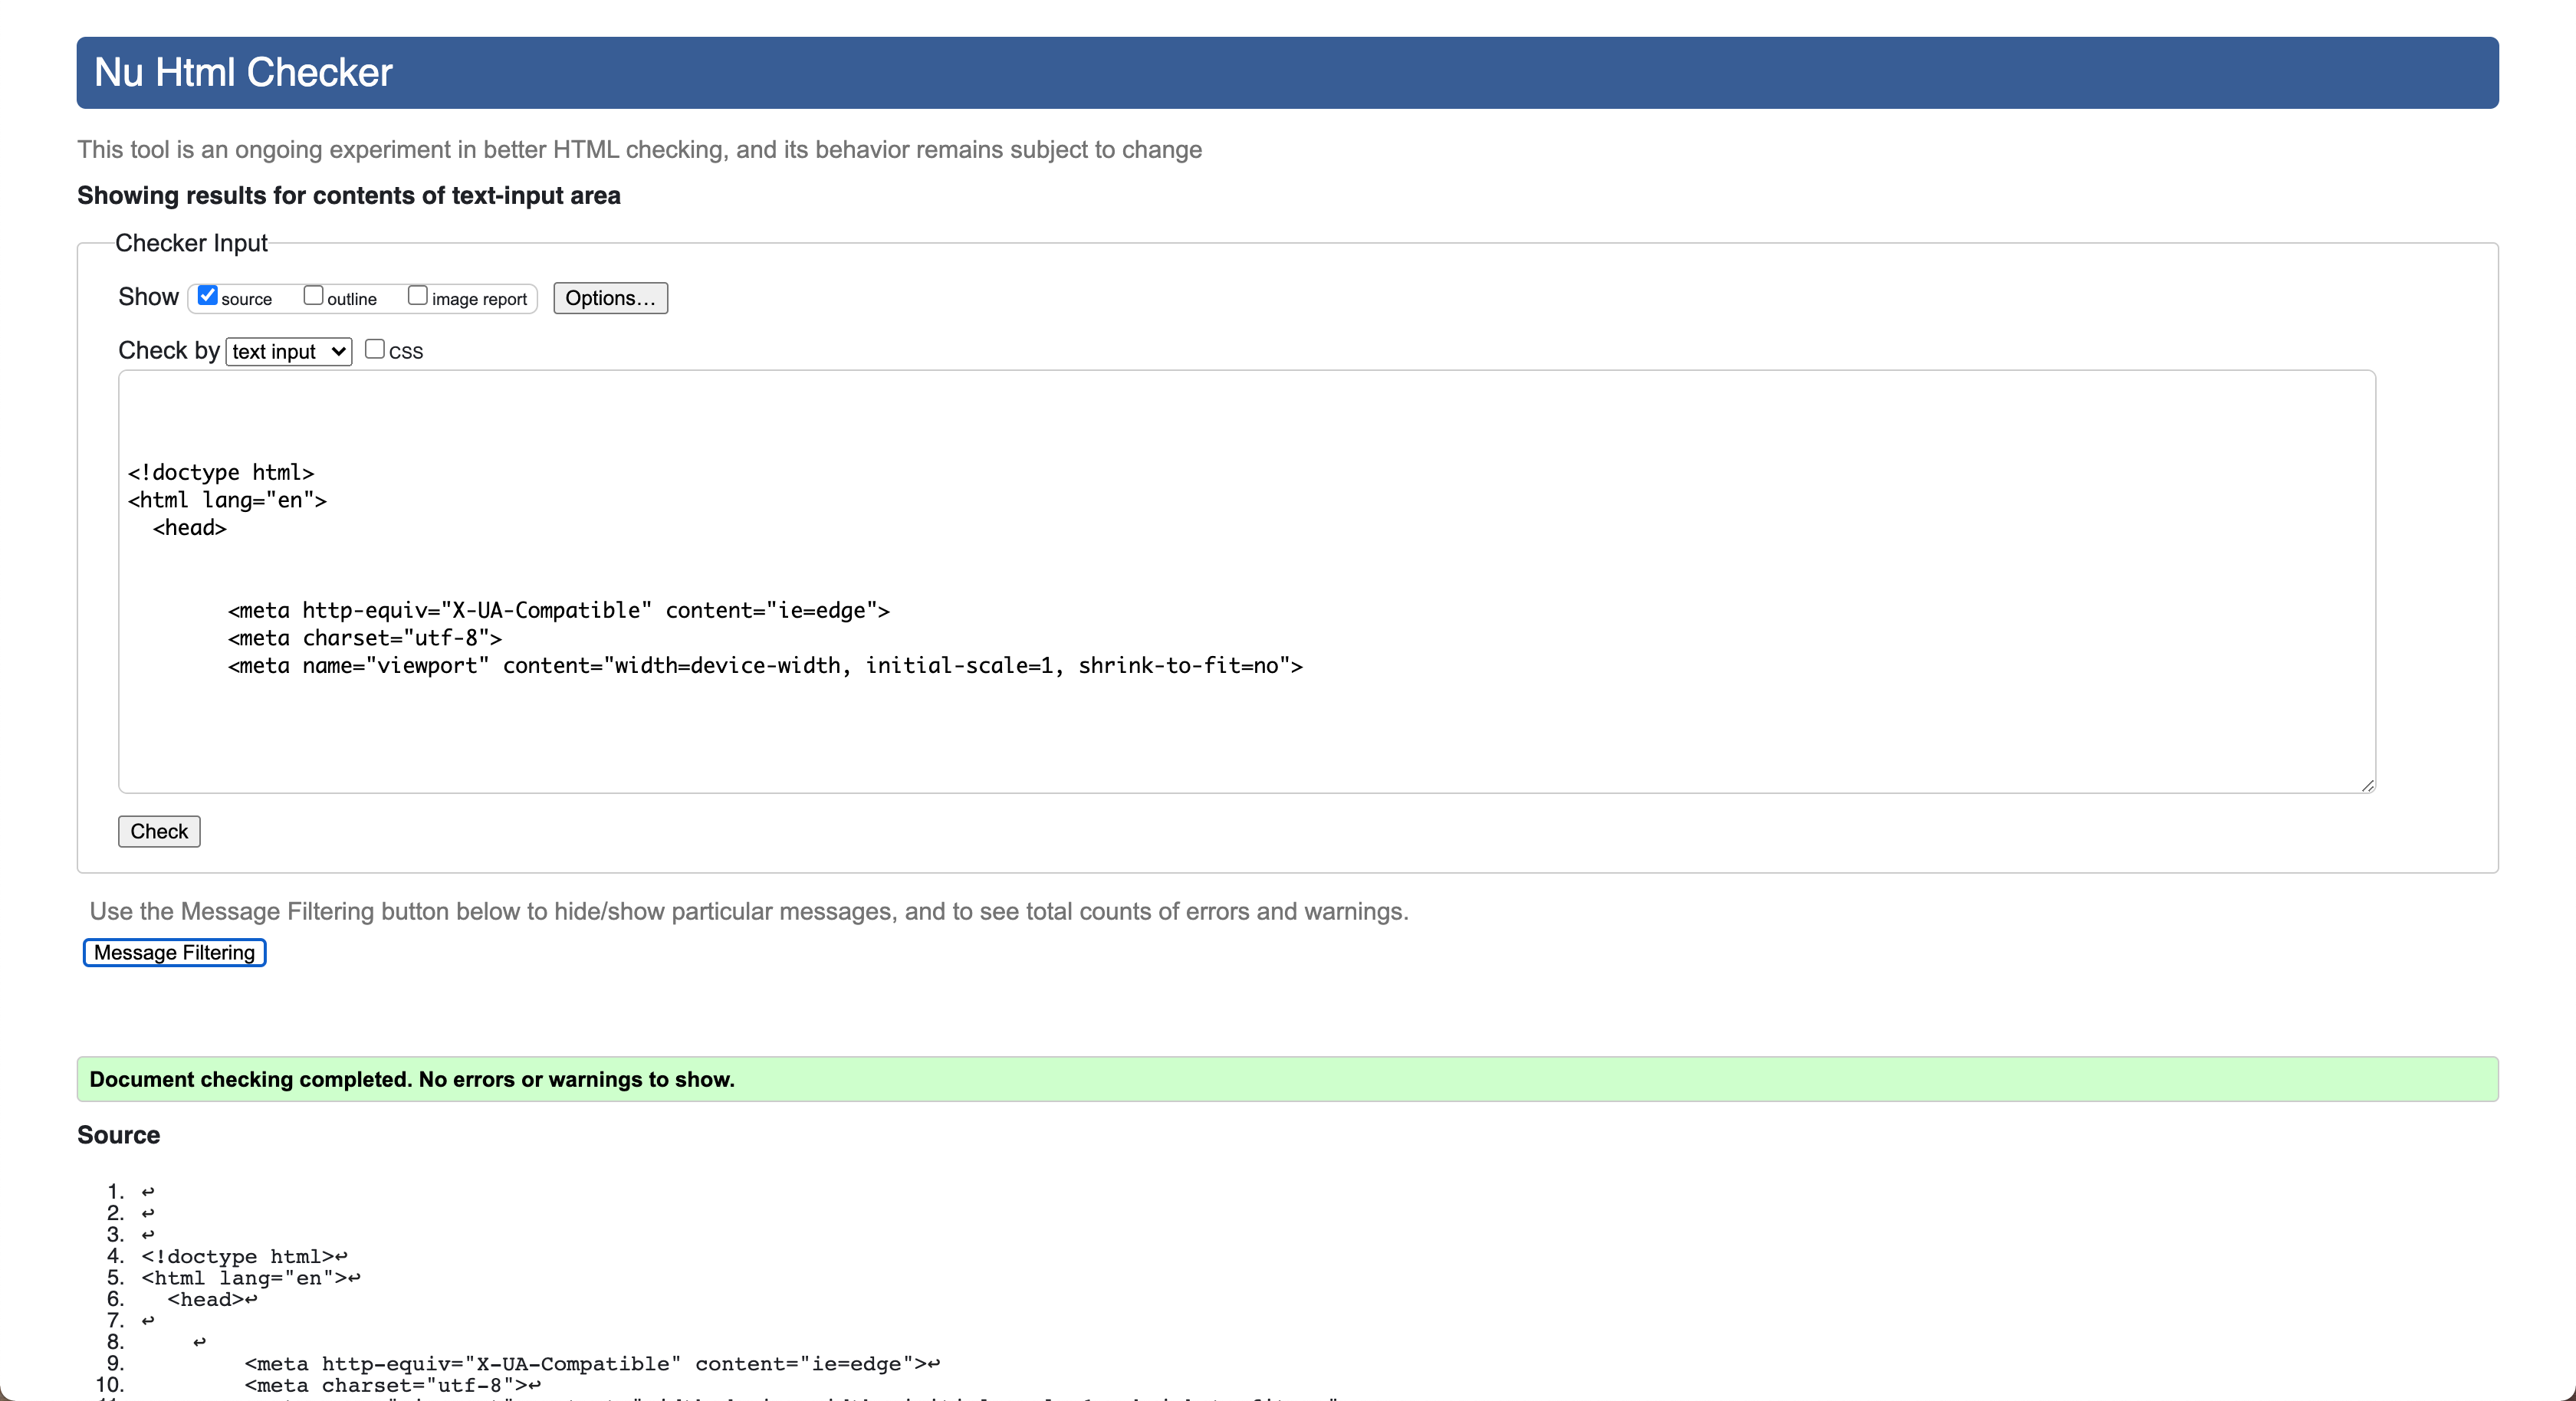 Nu Html Checker
This tool is an ongoing experiment in better HTML checking, and its behavior remains subject to change
Showing results for contents of text-input area
Checker Input
Show source outline image report Options…
Check by text input CSS
<!doctype html>
<html lang="en">
<head>
<meta http-equiv="X-UA-Compatible" content="ie=edge">
<meta charset="utf-8">
<meta name="viewport" content="width=device-width, initial-scale=1, shrink-to-fit=no">
Check
Use the Message Filtering button below to hide/show particular messages, and to see total counts of errors and warnings.
Message Filtering
Document checking completed. No errors or warnings to show.
Source
1. ↩
2. ↩
3. ↩
4. <!doctype html>↩
5. <html lang="en">↩
6. <head>↩
7. ↩
8. ↩
9. <meta http-equiv="X-UA-Compatible" content="ie=edge">↩
10. <meta charset="utf-8">↩